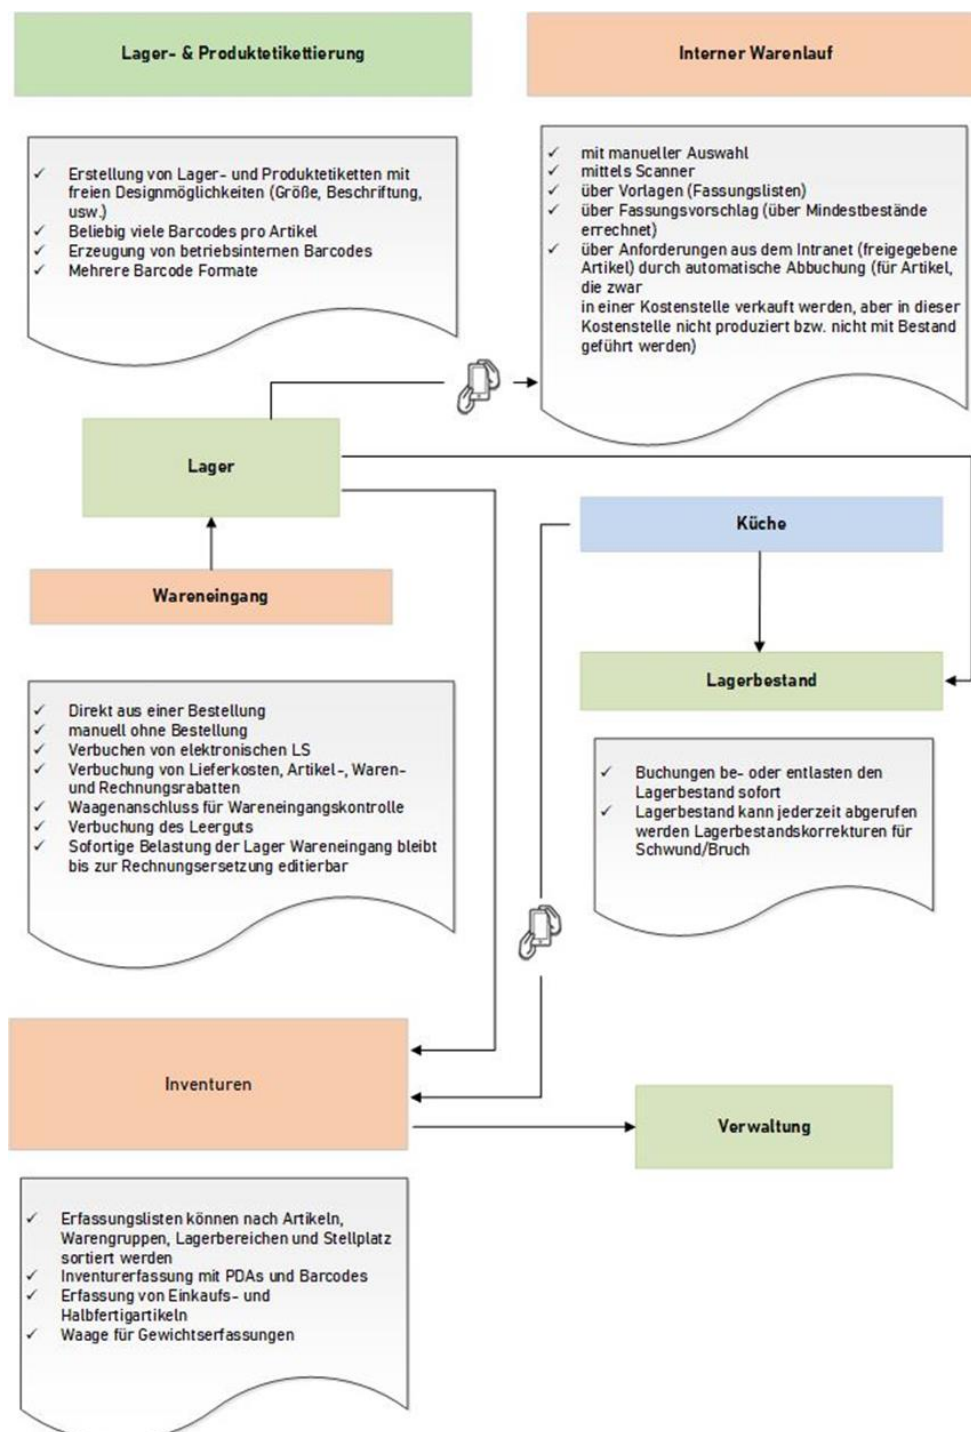 Lager- & Produktetikettierung
Interner Warenlauf
✓ Erstellung von Lager- und Produktetiketten mit
freien Designmöglichkeiten (Größe, Beschriftung,
usw.)
✓ Beliebig viele Barcodes pro Artikel
✓ Erzeugung von betriebsinternen Barcodes
✓ Mehrere Barcode Formate
✓ mit manueller Auswahl
✓ mittels Scanner
✓ über Vorlagen (Fassungslisten)
✓ über Fassungsvorschlag (über Mindestbestände
errechnet)
✓ über Anforderungen aus dem Intranet (freigegebene
Artikel) durch automatische Abbuchung (für Artikel,
die zwar
in einer Kostenstelle verkauft werden, aber in dieser
Kostenstelle nicht produziert bzw. nicht mit Bestand
geführt werden)
Lager
Küche
Wareneingang
Lagerbestand
✓ Direkt aus einer Bestellung
✓ manuell ohne Bestellung
✓ Verbuchen von elektronischen LS
✓ Verbuchung von Lieferkosten, Artikel-, Waren-
und Rechnungsrabatten
✓ Waagenanschluss für Wareneingangskontrolle
✓ Verbuchung des Leerguts
✓ Sofortige Belastung der Lager Wareneingang bleibt
bis zur Rechnungsersetzung editierbar
✓ Buchungen be- oder entlasten den
Lagerbestand sofort
✓ Lagerbestand kann jederzeit abgerufen
werden Lagerbestandskorrekturen für
Schwund/Bruch
Inventuren
Verwaltung
✓ Erfassungslisten können nach Artikeln,
Warengruppen, Lagerbereichen und Stellplatz
sortiert werden
✓ Inventurerfassung mit PDAs und Barcodes
✓ Erfassung von Einkaufs- und
Halbfertigartikeln
✓ Waage für Gewichtserfassungen